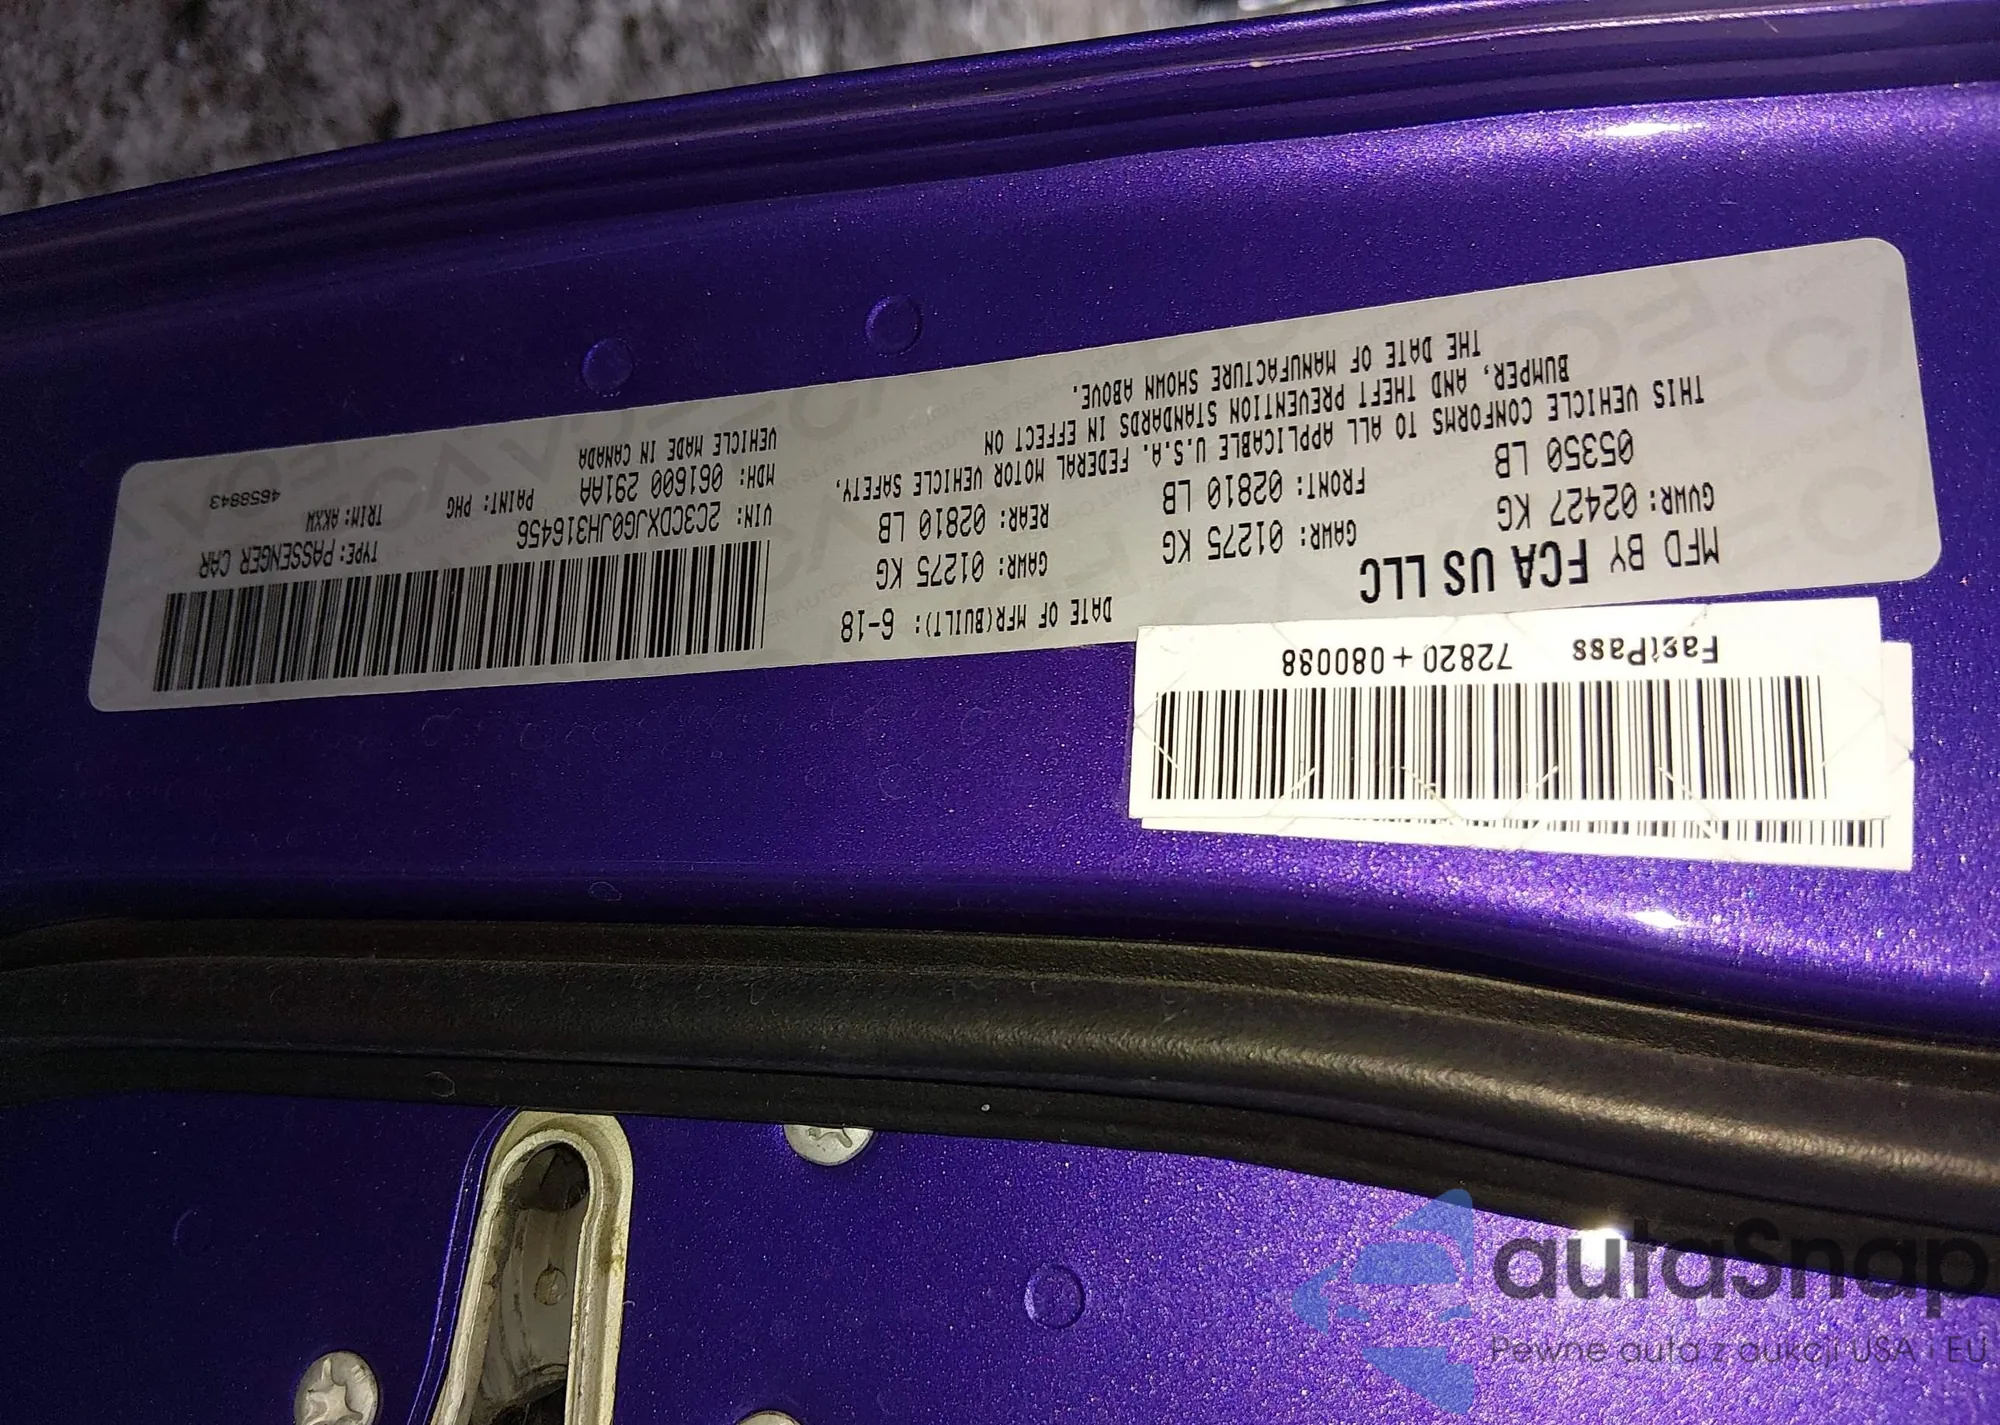 MFD BY FCA US LLC
DATE OF MFR(BUILT): 6-18
GVWR: 02427 KG
05350 LB
GAWR: 01275 KG
FRONT: 02810 LB
GAWR: 01275 KG
REAR: 02810 LB
THIS VEHICLE CONFORMS TO ALL APPLICABLE U.S.A. FEDERAL MOTOR VEHICLE SAFETY,
BUMPER, AND THEFT PREVENTION STANDARDS IN EFFECT ON
THE DATE OF MANUFACTURE SHOWN ABOVE.
VIN: 2C3CDXJG0JH316456
TYPE: PASSENGER CAR
MDH: 061600 291AA
PAINT: PHG
TRIM: AKXW
VEHICLE MADE IN CANADA
4658843
FastPass 72820+080038
autaSnap
Pewne auta z aukcji USA i EU